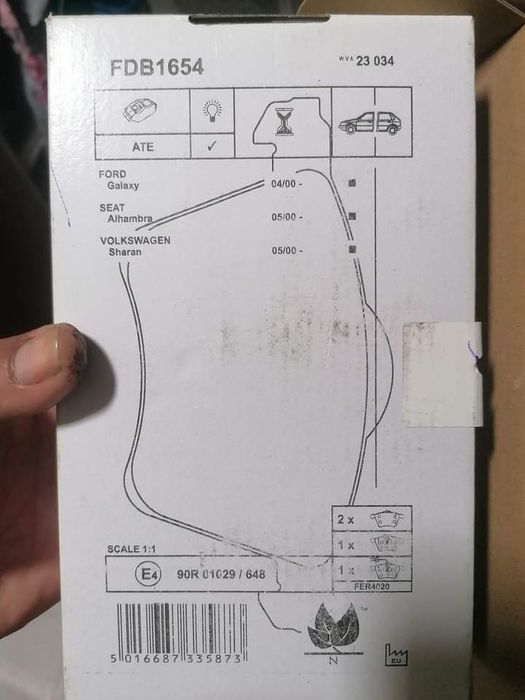 FDB1654
WVA 23 034
ATE ✓
FORD
Galaxy 04/00 -
SEAT
Alhambra 05/00 -
VOLKSWAGEN
Sharan 05/00 -
2 x
1 x
1 x
FER4020
SCALE 1:1
E4 90R 01029 / 648
5 016687 335873
TM
N
EU